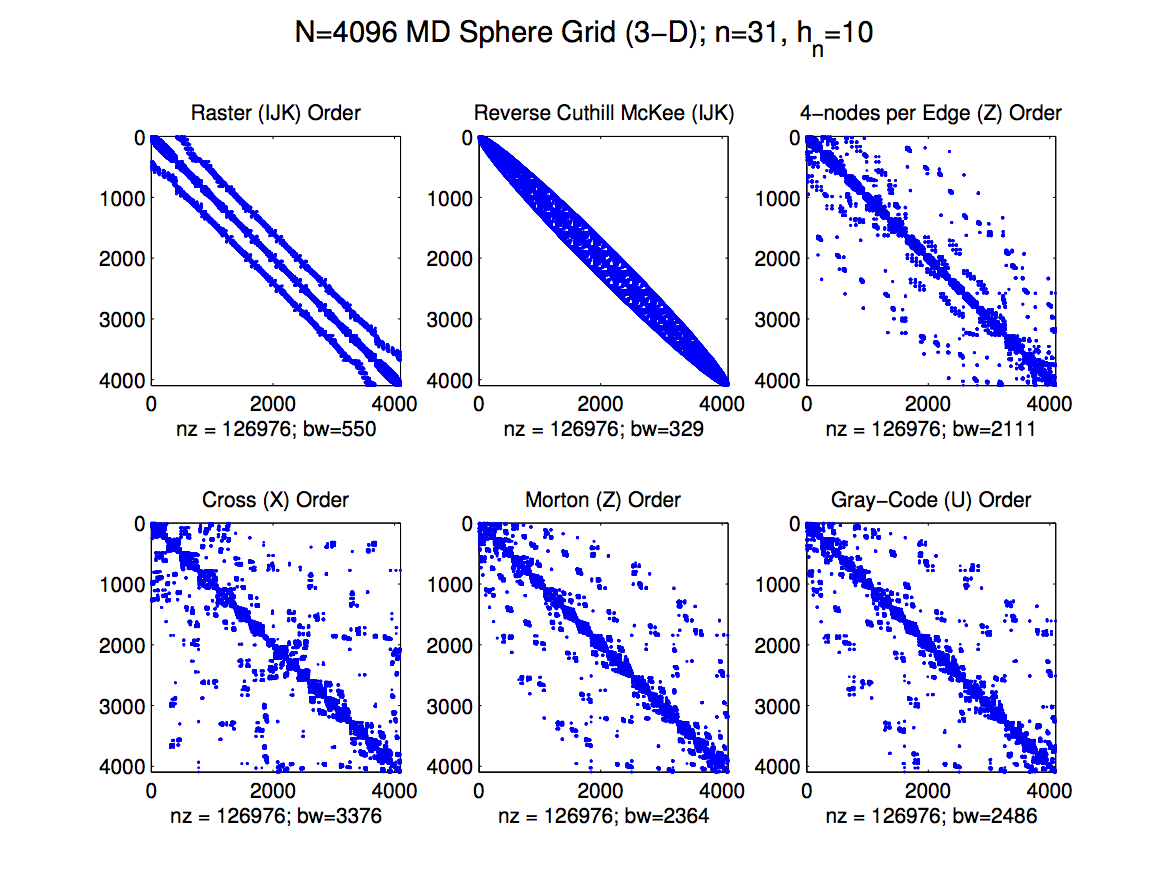 N=4096 MD Sphere Grid (3−D); n=31, hn=10
Raster (IJK) Order
0
1000
2000
3000
4000
0 2000 4000
nz = 126976; bw=550
Reverse Cuthill McKee (IJK)
0
1000
2000
3000
4000
0 2000 4000
nz = 126976; bw=329
4−nodes per Edge (Z) Order
0
1000
2000
3000
4000
0 2000 4000
nz = 126976; bw=2111
Cross (X) Order
0
1000
2000
3000
4000
0 2000 4000
nz = 126976; bw=3376
Morton (Z) Order
0
1000
2000
3000
4000
0 2000 4000
nz = 126976; bw=2364
Gray−Code (U) Order
0
1000
2000
3000
4000
0 2000 4000
nz = 126976; bw=2486